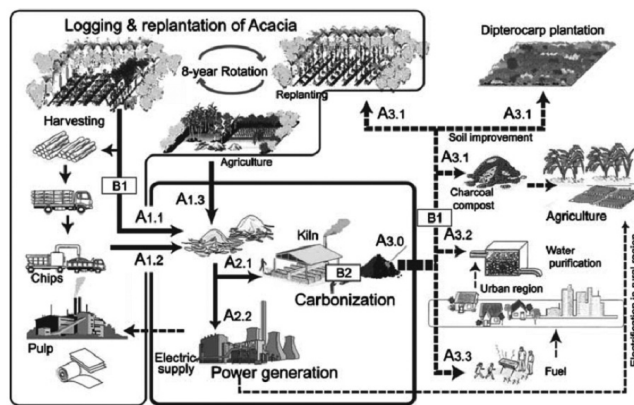 Logging & replantation of Acacia
Dipterocarp plantation
8-year Rotation
Replanting
Harvesting
A3.1
A3.1
Soil improvement
Agriculture
A3.1
Charcoal
compost
Agriculture
B1
A1.3
A1.1
B1
Kiln
A3.0
A3.2
Water
purification
A1.2
A2.1
B2
Carbonization
Urban region
Chips
A2.2
Pulp
Electric
supply
Power generation
A3.3
Fuel